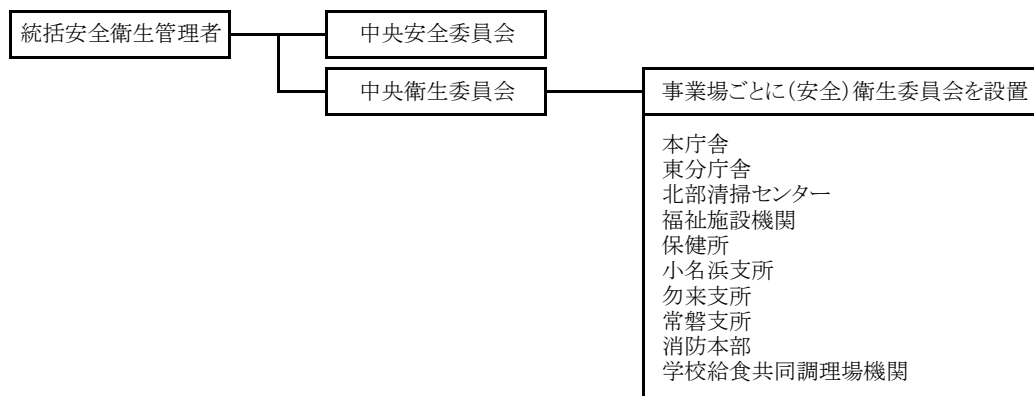 統括安全衛生管理者
中央安全委員会
中央衛生委員会
事業場ごとに(安全)衛生委員会を設置
本庁舎
東分庁舎
北部清掃センター
福祉施設機関
保健所
小名浜支所
勿来支所
常磐支所
消防本部
学校給食共同調理場機関